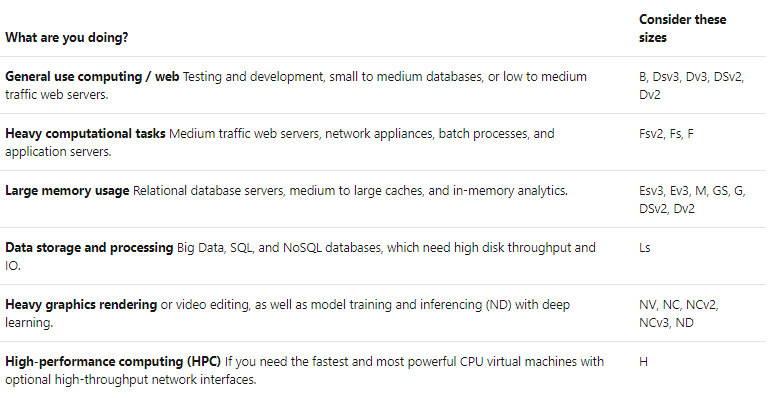 What are you doing?
Consider these
sizes
General use computing / web Testing and development, small to medium databases, or low to medium
traffic web servers.
B, Dsv3, Dv3, DSv2,
Dv2
Heavy computational tasks Medium traffic web servers, network appliances, batch processes, and
application servers.
Fsv2, Fs, F
Large memory usage Relational database servers, medium to large caches, and in-memory analytics.
Esv3, Ev3, M, GS, G,
DSv2, Dv2
Data storage and processing Big Data, SQL, and NoSQL databases, which need high disk throughput and
IO.
Ls
Heavy graphics rendering or video editing, as well as model training and inferencing (ND) with deep
learning.
NV, NC, NCv2,
NCv3, ND
High-performance computing (HPC) If you need the fastest and most powerful CPU virtual machines with
optional high-throughput network interfaces.
H